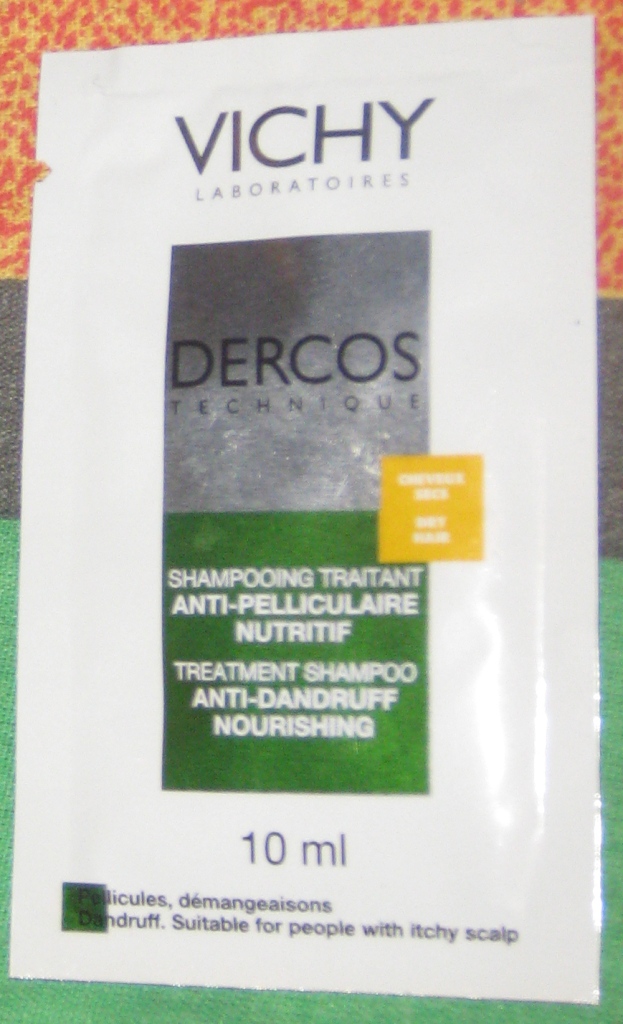 VICHY
LABORATOIRES
DERCOS
TECHNIQUE
CHEVEUX
SECS
DRY
HAIR
SHAMPOOING TRAITANT
ANTI-PELLICULAIRE
NUTRITIF
TREATMENT SHAMPOO
ANTI-DANDRUFF
NOURISHING
10 ml
Pellicules, démangeaisons
Dandruff. Suitable for people with itchy scalp